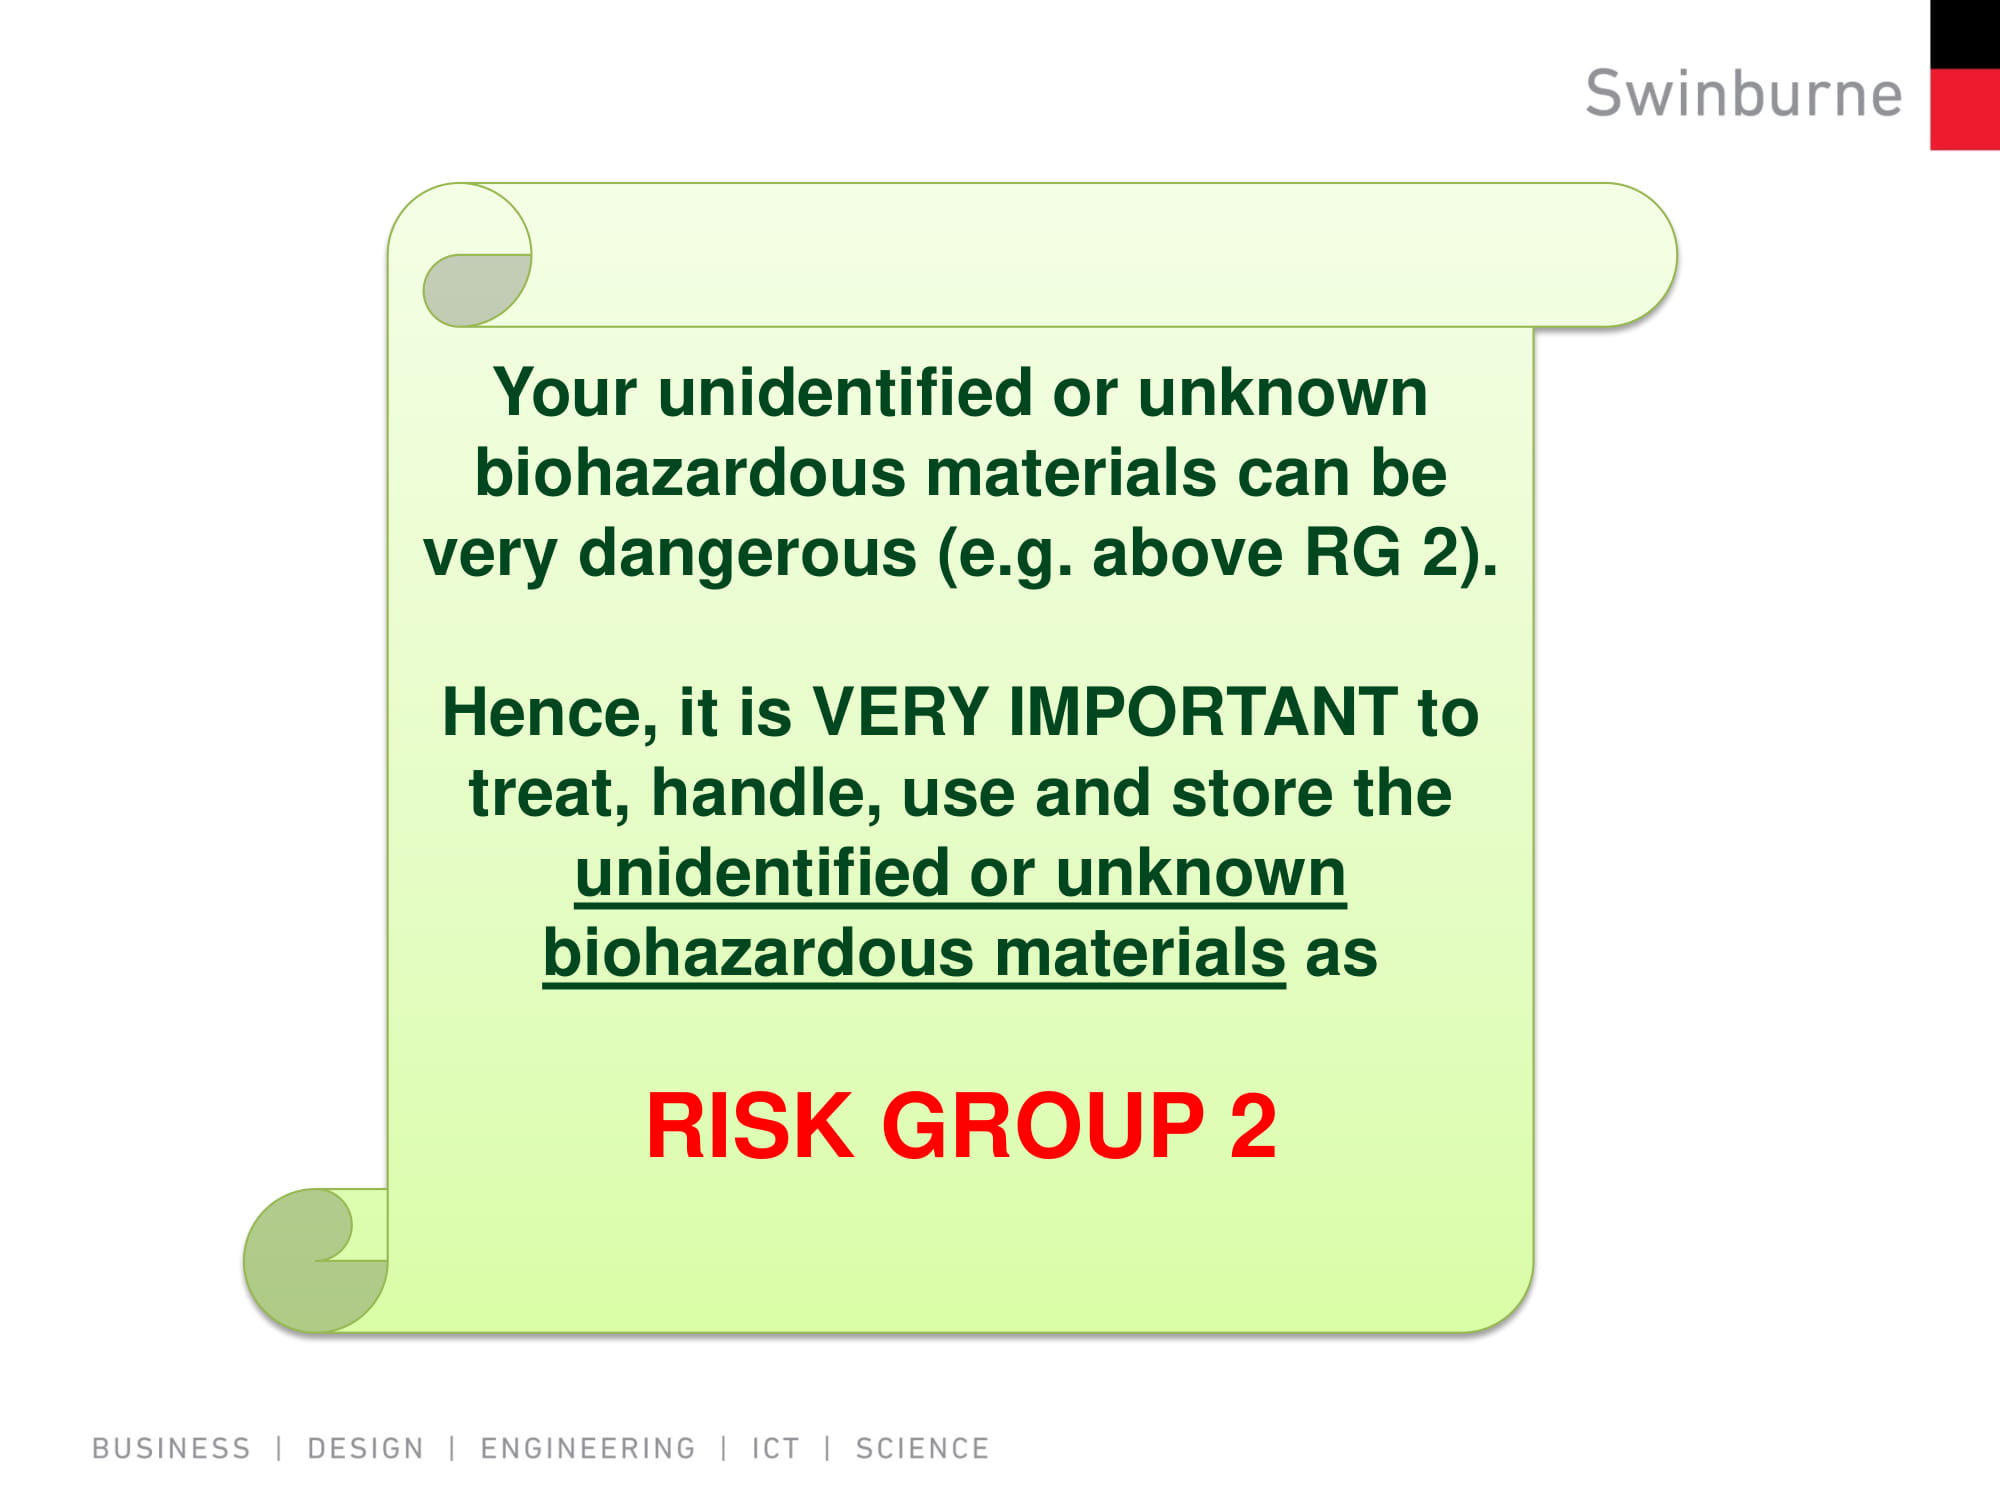 Swinburne
Your unidentified or unknown
biohazardous materials can be
very dangerous (e.g. above RG 2).
Hence, it is VERY IMPORTANT to
treat, handle, use and store the
unidentified or unknown
biohazardous materials as
RISK GROUP 2
BUSINESS | DESIGN | ENGINEERING | ICT | SCIENCE